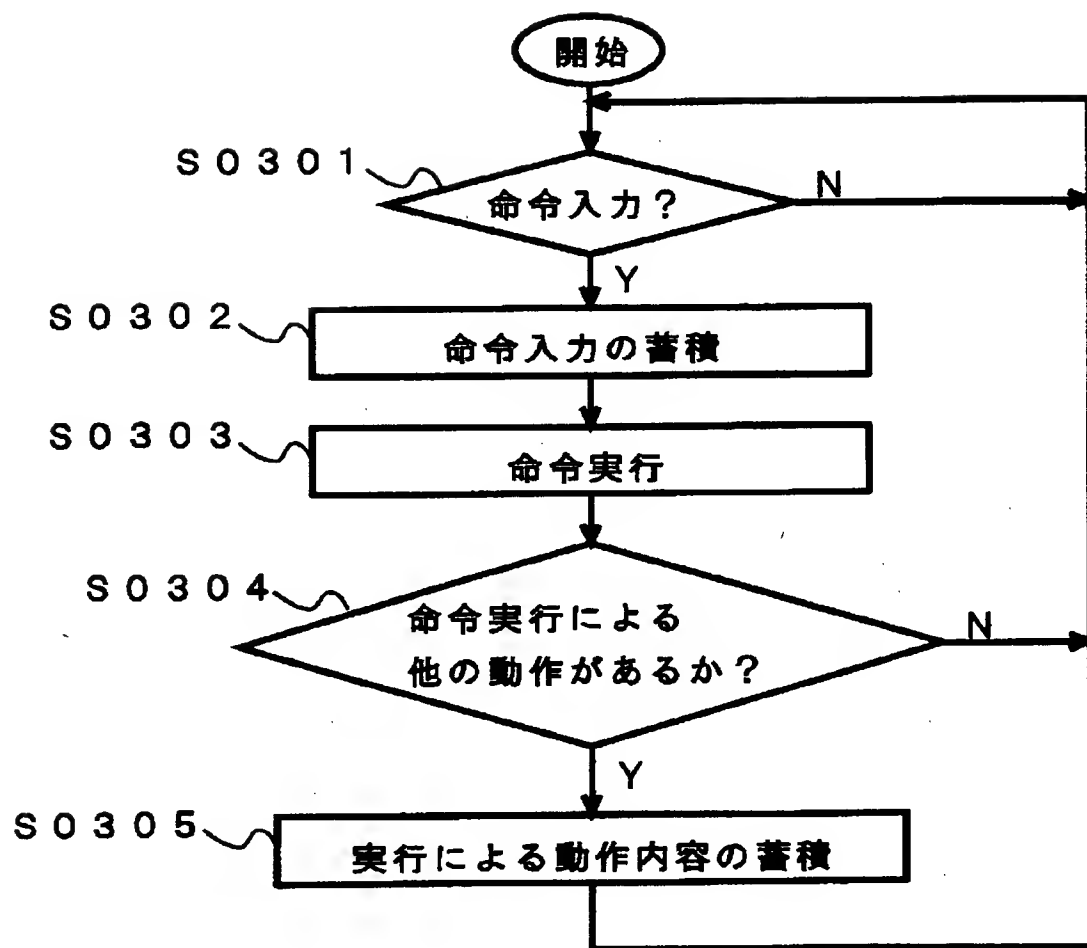 開始
S0301
命令入力？
N
Y
S0302
命令入力の蓄積
S0303
命令実行
S0304
命令実行による
他の動作があるか？
N
Y
S0305
実行による動作内容の蓄積